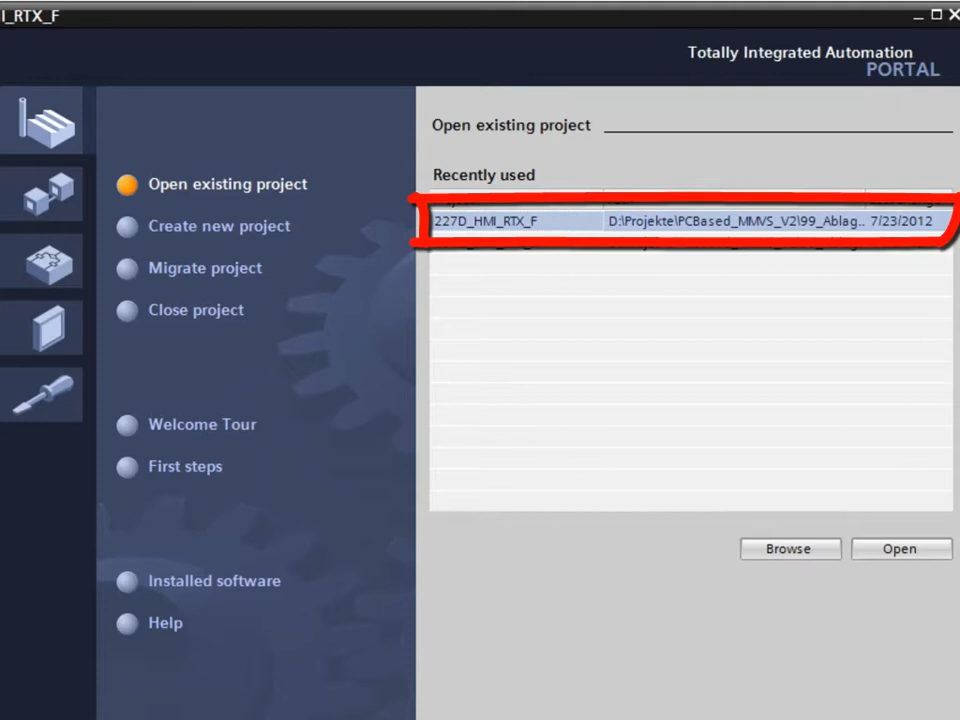 I_RTX_F
Totally Integrated Automation
PORTAL
Open existing project
Create new project
Migrate project
Close project
Welcome Tour
First steps
Installed software
Help
Open existing project
Recently used
227D_HMI_RTX_F D:\Projekte\PCBased_MMVS_V2\99_Ablag.. 7/23/2012
Browse Open